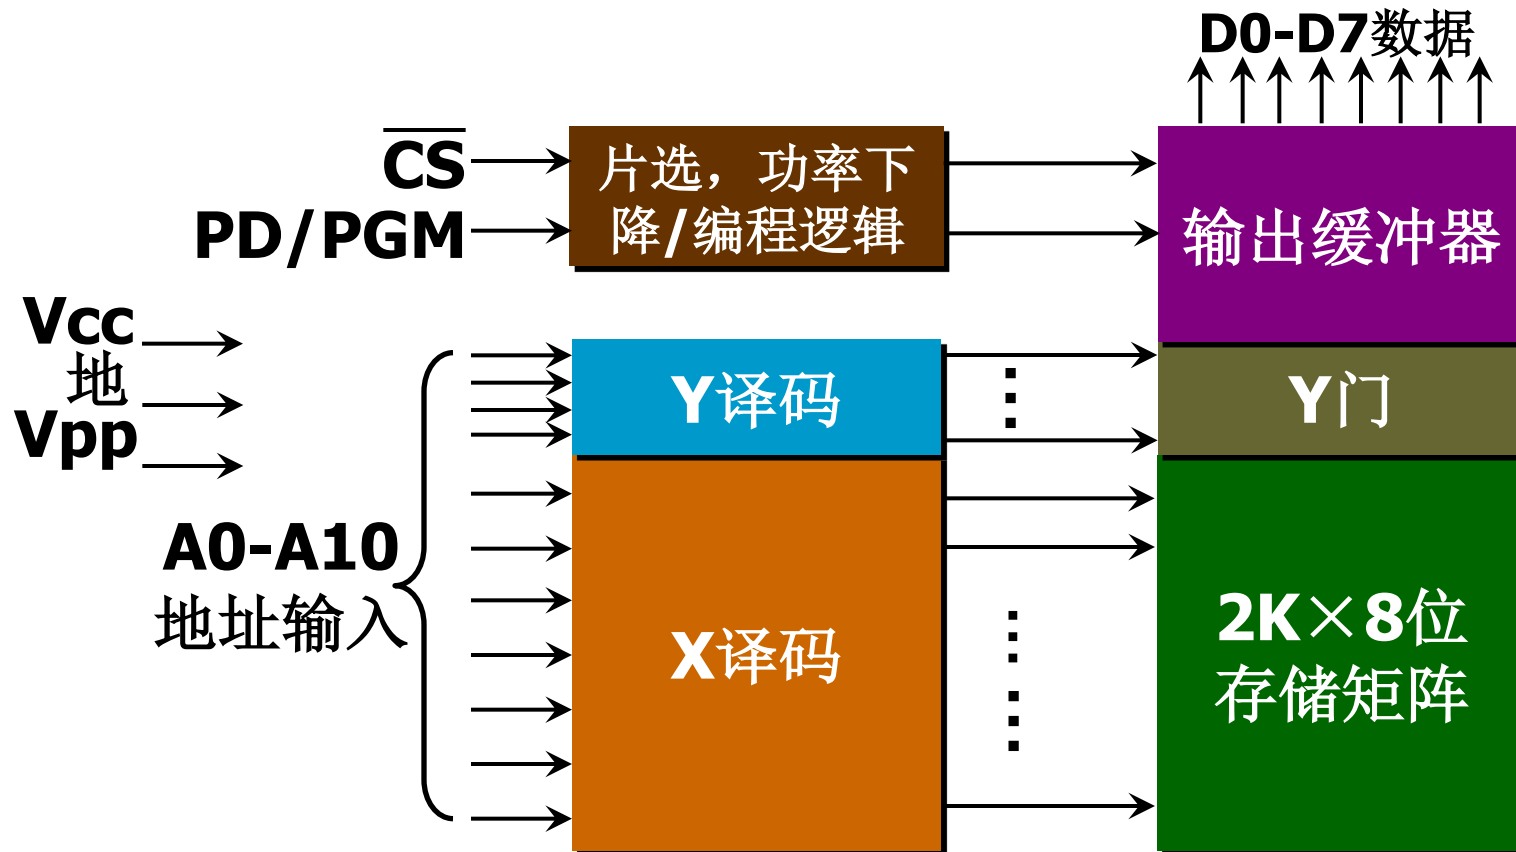 D0-D7数据
CS
PD/PGM
片选，功率下
降/编程逻辑
输出缓冲器
Vcc
地
Vpp
Y译码
Y门
A0-A10
地址输入
X译码
2K×8位
存储矩阵